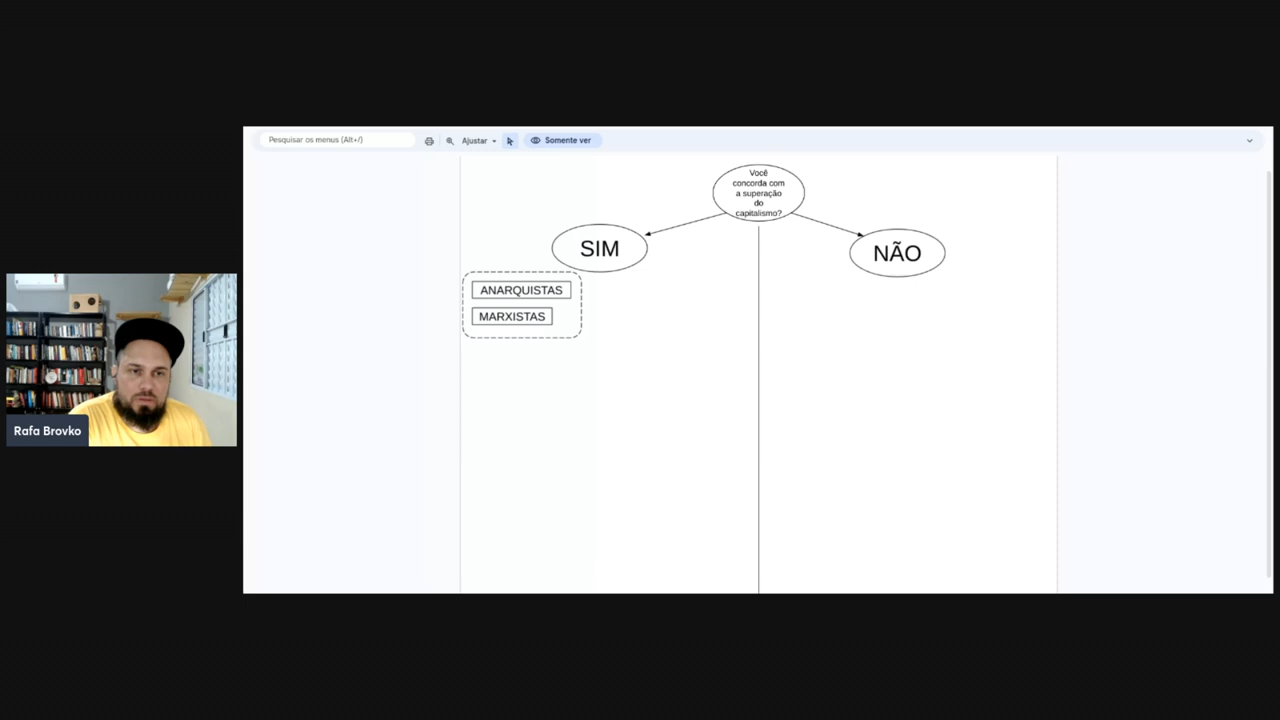 Pesquisar os menus (Alt+/)
Ajustar
Somente ver
Você
concorda com
a superação
do
capitalismo?
SIM
NÃO
ANARQUISTAS
MARXISTAS
Rafa Brovko